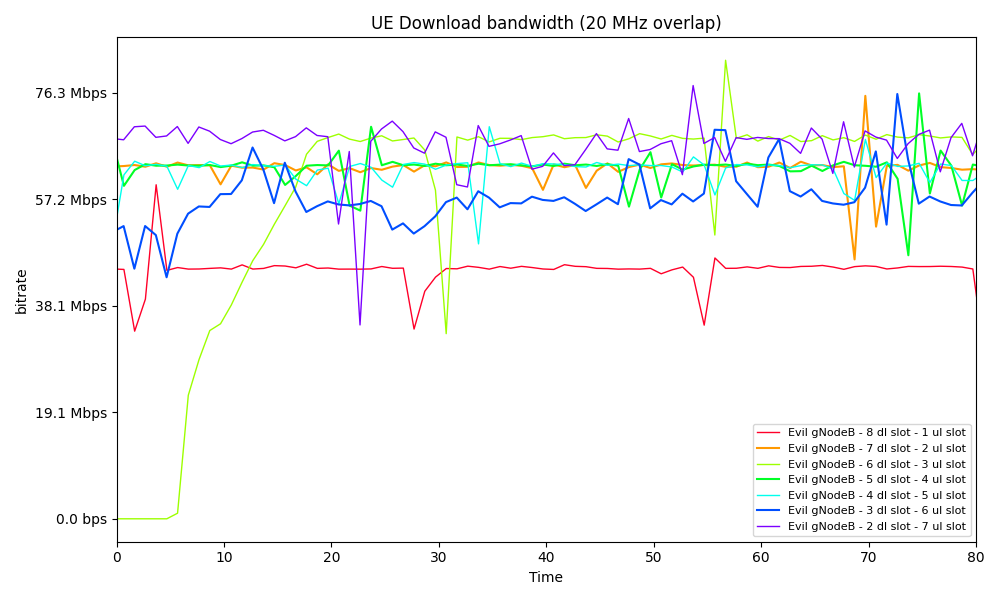 UE Download bandwidth (20 MHz overlap)
76.3 Mbps
57.2 Mbps
38.1 Mbps
19.1 Mbps
0.0 bps
bitrate
Evil gNodeB - 8 dl slot - 1 ul slot
Evil gNodeB - 7 dl slot - 2 ul slot
Evil gNodeB - 6 dl slot - 3 ul slot
Evil gNodeB - 5 dl slot - 4 ul slot
Evil gNodeB - 4 dl slot - 5 ul slot
Evil gNodeB - 3 dl slot - 6 ul slot
Evil gNodeB - 2 dl slot - 7 ul slot
0 10 20 30 40 50 60 70 80
Time